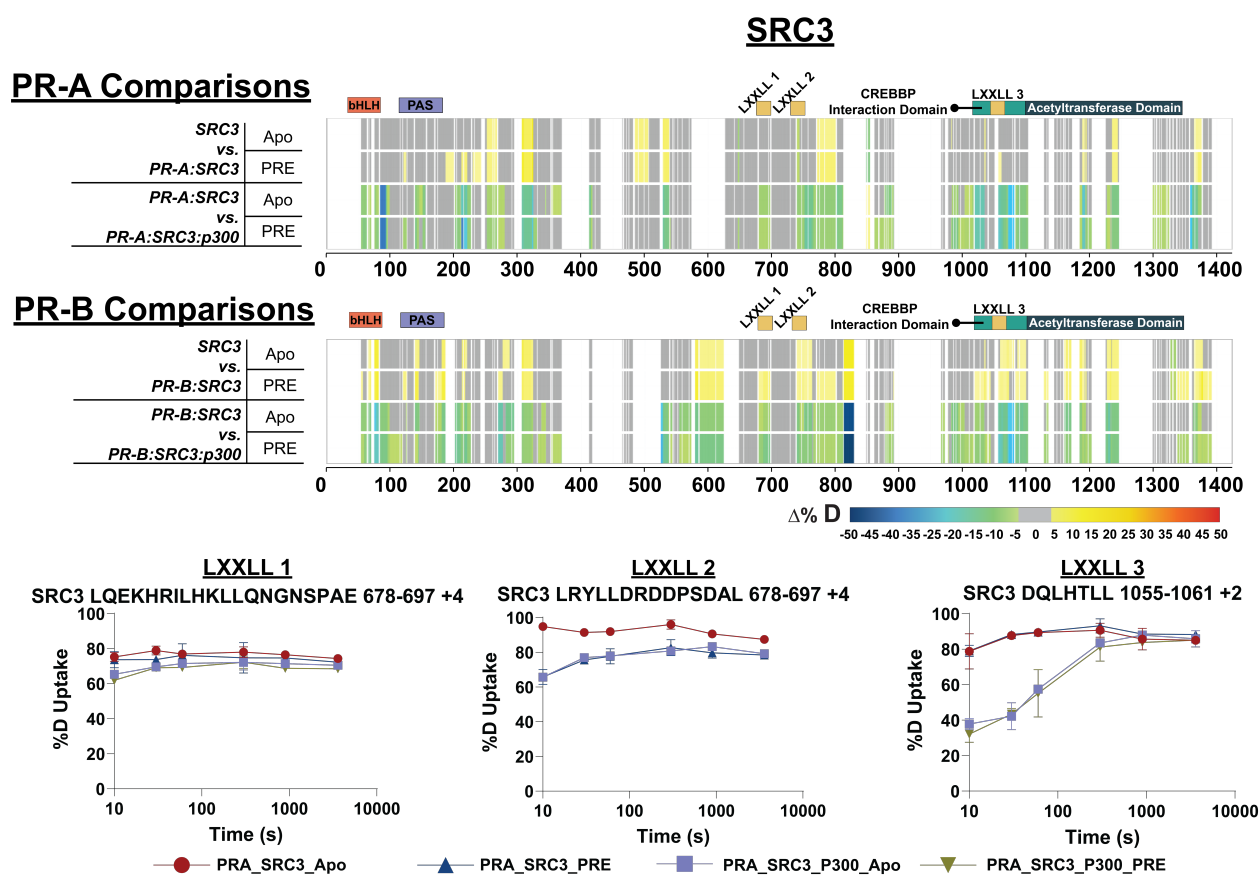 SRC3
PR-A Comparisons
bHLH
PAS
LXXLL 1
LXXLL 2
CREBBP
Interaction Domain
LXXLL 3
Acetyltransferase Domain
SRC3
vs.
PR-A:SRC3
Apo
PRE
PR-A:SRC3
vs.
PR-A:SRC3:p300
Apo
PRE
0 100 200 300 400 500 600 700 800 900 1000 1100 1200 1300 1400
PR-B Comparisons
bHLH
PAS
LXXLL 1
LXXLL 2
CREBBP
Interaction Domain
LXXLL 3
Acetyltransferase Domain
SRC3
vs.
PR-B:SRC3
Apo
PRE
PR-B:SRC3
vs.
PR-B:SRC3:p300
Apo
PRE
0 100 200 300 400 500 600 700 800 900 1000 1100 1200 1300 1400
Δ% D
-50 -45 -40 -35 -30 -25 -20 -15 -10 -5 0 5 10 15 20 25 30 35 40 45 50
LXXLL 1
SRC3 LQEKHRILHKLLQNGNSPAE 678-697 +4
100
80
60
40
20
0
%D Uptake
10 100 1000 10000
Time (s)
LXXLL 2
SRC3 LRYLLDRDDPSDAL 678-697 +4
100
80
60
40
20
0
%D Uptake
10 100 1000 10000
Time (s)
LXXLL 3
SRC3 DQLHTLL 1055-1061 +2
100
80
60
40
20
0
%D Uptake
10 100 1000 10000
Time (s)
PRA_SRC3_Apo
PRA_SRC3_PRE
PRA_SRC3_P300_Apo
PRA_SRC3_P300_PRE